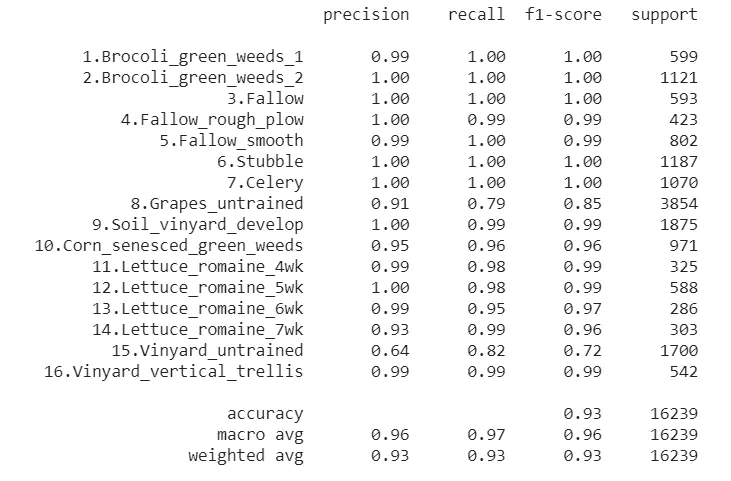 precision recall f1-score support
1.Brocoli_green_weeds_1 0.99 1.00 1.00 599
2.Brocoli_green_weeds_2 1.00 1.00 1.00 1121
3.Fallow 1.00 1.00 1.00 593
4.Fallow_rough_plow 1.00 0.99 0.99 423
5.Fallow_smooth 0.99 1.00 0.99 802
6.Stubble 1.00 1.00 1.00 1187
7.Celery 1.00 1.00 1.00 1070
8.Grapes_untrained 0.91 0.79 0.85 3854
9.Soil_vinyard_develop 1.00 0.99 0.99 1875
10.Corn_senesced_green_weeds 0.95 0.96 0.96 971
11.Lettuce_romaine_4wk 0.99 0.98 0.99 325
12.Lettuce_romaine_5wk 1.00 0.98 0.99 588
13.Lettuce_romaine_6wk 0.99 0.95 0.97 286
14.Lettuce_romaine_7wk 0.93 0.99 0.96 303
15.Vinyard_untrained 0.64 0.82 0.72 1700
16.Vinyard_vertical_trellis 0.99 0.99 0.99 542
accuracy 0.93 16239
macro avg 0.96 0.97 0.96 16239
weighted avg 0.93 0.93 0.93 16239